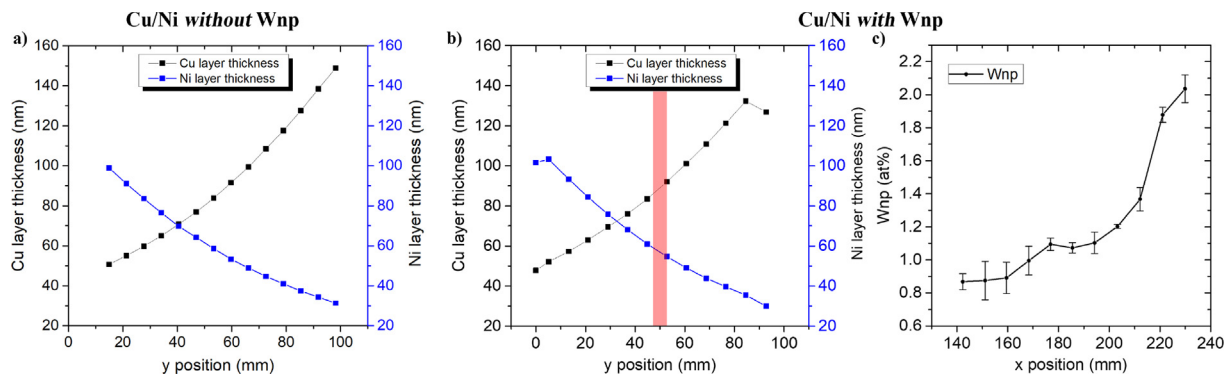 Cu/Ni without Wnp
Cu/Ni with Wnp
a)
160
140
120
100
80
60
40
20
Cu layer thickness (nm)
Cu layer thickness
Ni layer thickness
160
140
120
100
80
60
40
20
Ni layer thickness (nm)
0 20 40 60 80 100
y position (mm)
b)
160
140
120
100
80
60
40
20
Cu layer thickness (nm)
Cu layer thickness
Ni layer thickness
160
140
120
100
80
60
40
20
Ni layer thickness (nm)
0 20 40 60 80 100
y position (mm)
c)
2.2
2.0
1.8
1.6
1.4
1.2
1.0
0.8
0.6
Wnp (at%)
Wnp
140 160 180 200 220 240
x position (mm)